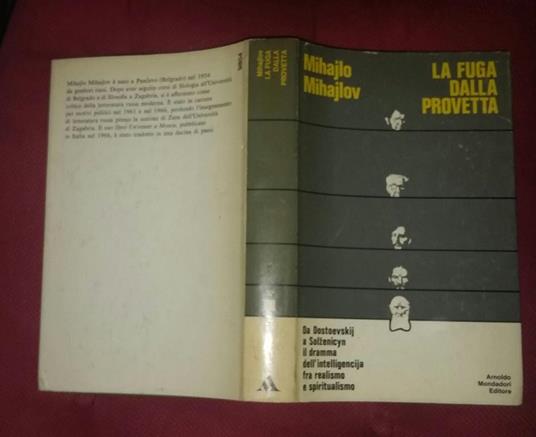 Mihajlo Mihajlov è nato a Pančevo (Belgrado) nel 1934
da genitori russi. Dopo aver seguito corsi di Biologia all'Università
di Belgrado e di filosofia a Zagabria, si è affermato come
critico della letteratura russa moderna. È stato in carcere
per motivi politici nel 1965 e nel 1966, perdendo l'insegnamento
di letteratura russa presso la sezione di Zara dell'Università
di Zagabria. Il suo libro
pubblicato
in Italia nel 1966, è stato tradotto in una decina di paesi
Mihajlov
LA FUGA
DALLA
PROVETTA
Mihajlo
Mihajlov
LA FUGA
DALLA
PROVETTA
Da Dostoevskij
a Solženicyn
il dramma
dell'intelligencija
fra realismo
e spiritualismo
Arnoldo
Mondadori
Editore